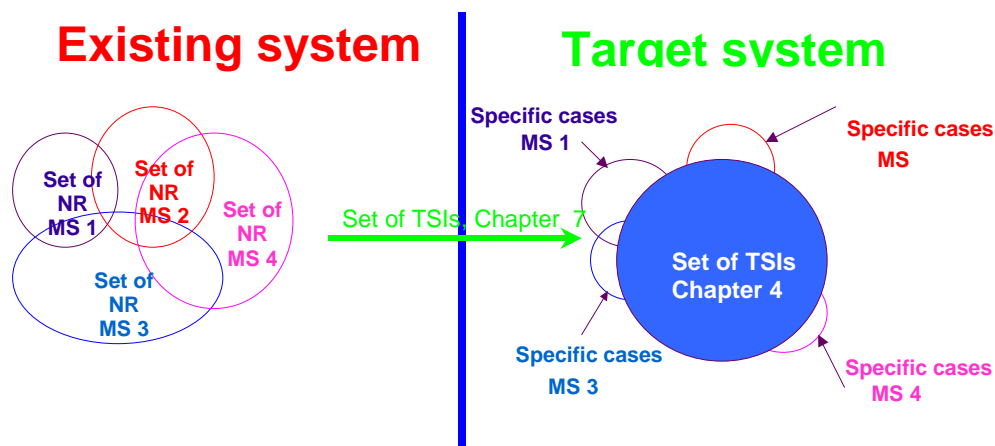 Existing system
Set of
NR
MS 1
Set of
NR
MS 2
Set of
NR
MS 4
Set of
NR
MS 3
Set of TSIs, Chapter 7
Target system
Specific cases
MS 1
Specific cases
MS
Set of TSIs
Chapter 4
Specific cases
MS 3
Specific cases
MS 4